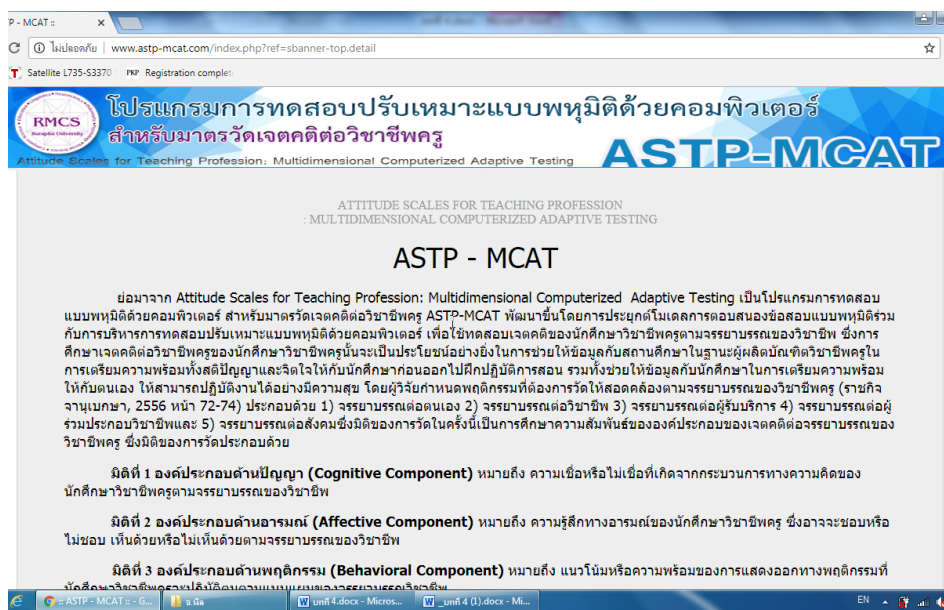 P - MCAT ::
ไม่ปลอดภัย | www.astp-mcat.com/index.php?ref=sbanner-top.detail
Satellite L735-S3370 PKP Registration complet
RMCS
Burapha University
โปรแกรมการทดสอบปรับเหมาะแบบพหุมิติด้วยคอมพิวเตอร์
สำหรับมาตรวัดเจตคติต่อวิชาชีพครู
Attitude Scales for Teaching Profession: Multidimensional Computerized Adaptive Testing
ASTP-MCAT
ATTITUDE SCALES FOR TEACHING PROFESSION
: MULTIDIMENSIONAL COMPUTERIZED ADAPTIVE TESTING
ASTP - MCAT
ย่อมาจาก Attitude Scales for Teaching Profession: Multidimensional Computerized Adaptive Testing เป็นโปรแกรมการทดสอบ
แบบพหุมิติด้วยคอมพิวเตอร์ สำหรับมาตรวัดเจตคติต่อวิชาชีพครู ASTP-MCAT พัฒนาขึ้นโดยการประยุกต์โมเดลการตอบสนองข้อสอบแบบพหุมิติร่วม
กับการบริหารการทดสอบปรับเหมาะแบบพหุมิติด้วยคอมพิวเตอร์ เพื่อใช้ทดสอบเจตคติของนักศึกษาวิชาชีพครูตามจรรยาบรรณของวิชาชีพ ซึ่งการ
ศึกษาเจตคติต่อวิชาชีพครูของนักศึกษาวิชาชีพครูนั้นจะเป็นประโยชน์อย่างยิ่งในการช่วยให้ข้อมูลกับสถานศึกษาในฐานะผู้ผลิตบัณฑิตวิชาชีพครูใน
การเตรียมความพร้อมทั้งสติปัญญาและจิตใจให้กับนักศึกษาก่อนออกไปฝึกปฏิบัติการสอน รวมทั้งช่วยให้ข้อมูลกับนักศึกษาในการเตรียมความพร้อม
ให้กับตนเอง ให้สามารถปฏิบัติงานได้อย่างมีความสุข โดยผู้วิจัยกำหนดพฤติกรรมที่ต้องการวัดให้สอดคล้องตามจรรยาบรรณของวิชาชีพครู (ราชกิจ
จานุเบกษา, 2556 หน้า 72-74) ประกอบด้วย 1) จรรยาบรรณต่อตนเอง 2) จรรยาบรรณต่อวิชาชีพ 3) จรรยาบรรณต่อผู้รับบริการ 4) จรรยาบรรณต่อผู้
ร่วมประกอบวิชาชีพและ 5) จรรยาบรรณต่อสังคมซึ่งมิติของการวัดในครั้งนี้เป็นการศึกษาความสัมพันธ์ขององค์ประกอบของเจตคติต่อจรรยาบรรณของ
วิชาชีพครู ซึ่งมิติของการวัดประกอบด้วย
มิติที่ 1 องค์ประกอบด้านปัญญา (Cognitive Component) หมายถึง ความเชื่อหรือไม่เชื่อที่เกิดจากกระบวนการทางความคิดของ
นักศึกษาวิชาชีพครูตามจรรยาบรรณของวิชาชีพ
มิติที่ 2 องค์ประกอบด้านอารมณ์ (Affective Component) หมายถึง ความรู้สึกทางอารมณ์ของนักศึกษาวิชาชีพครู ซึ่งอาจจะชอบหรือ
ไม่ชอบ เห็นด้วยหรือไม่เห็นด้วยตามจรรยาบรรณของวิชาชีพ
มิติที่ 3 องค์ประกอบด้านพฤติกรรม (Behavioral Component) หมายถึง แนวโน้มหรือความพร้อมของการแสดงออกทางพฤติกรรมที่
นักศึกษาวิชาชีพครูจะปฏิบัติตนตามแบบแผนของจรรยาบรรณวิชาชีพ
:: ASTP - MCAT :: - G... อ.ฉัต บทที่ 4.docx - Micros... _บทที่ 4 (1).docx - Mi... EN